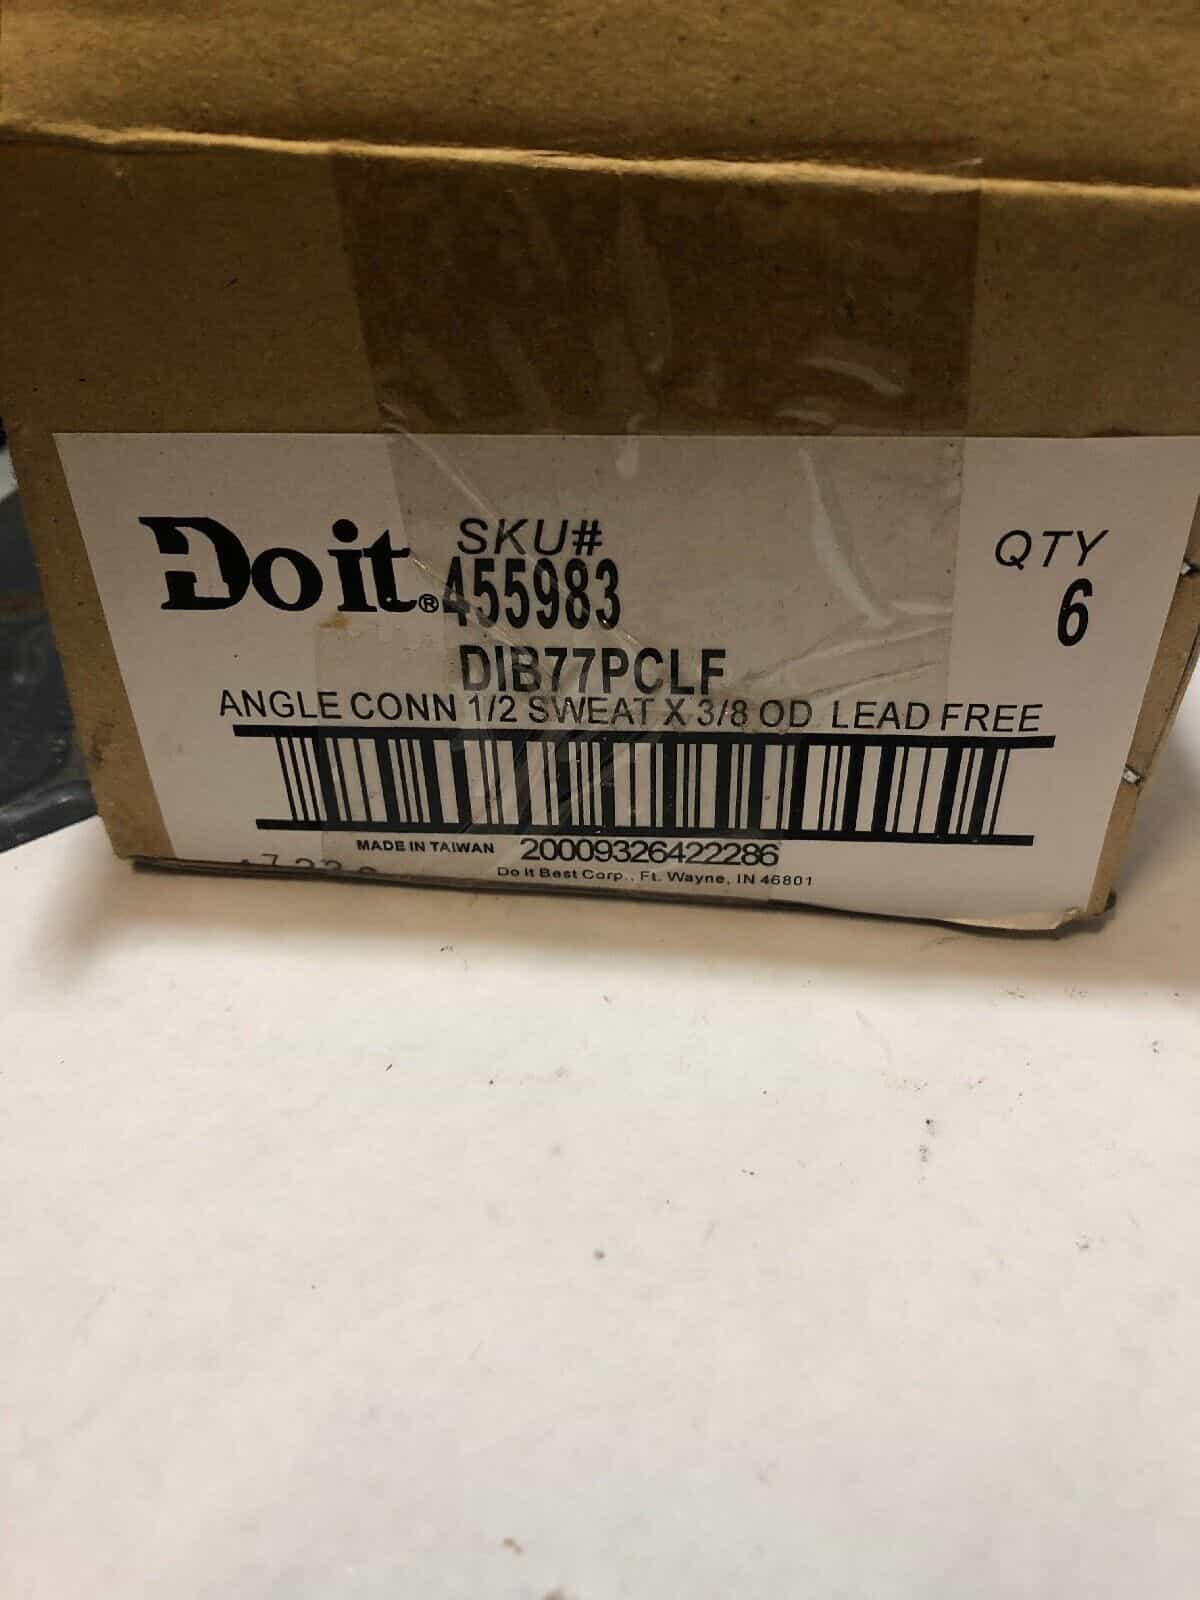 Do it® SKU# QTY
455983 6
DIB77PCLF
ANGLE CONN 1/2 SWEAT X 3/8 OD LEAD FREE
MADE IN TAIWAN 20009326422286
Do it Best Corp., Ft. Wayne, IN 46801